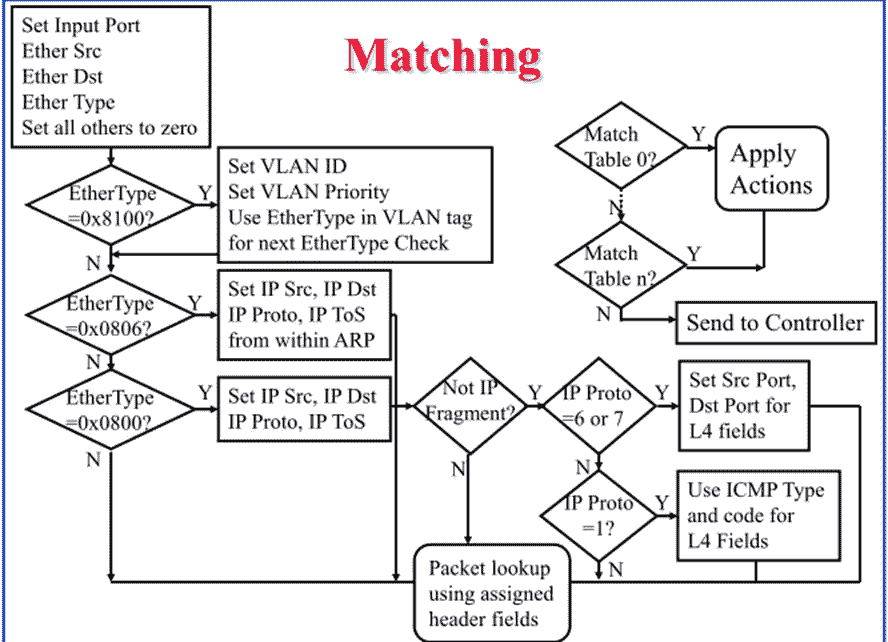 Matching
Set Input Port
Ether Src
Ether Dst
Ether Type
Set all others to zero
EtherType
=0x8100?
Y
N
Set VLAN ID
Set VLAN Priority
Use EtherType in VLAN tag
for next EtherType Check
EtherType
=0x0806?
Y
N
Set IP Src, IP Dst
IP Proto, IP ToS
from within ARP
EtherType
=0x0800?
Y
N
Set IP Src, IP Dst
IP Proto, IP ToS
Not IP
Fragment?
Y
N
IP Proto
=6 or 7
Y
N
Set Src Port,
Dst Port for
L4 fields
IP Proto
=1?
Y
N
Use ICMP Type
and code for
L4 Fields
Packet lookup
using assigned
header fields
Match
Table 0?
Y
N
Apply
Actions
Match
Table n?
Y
N
Send to Controller